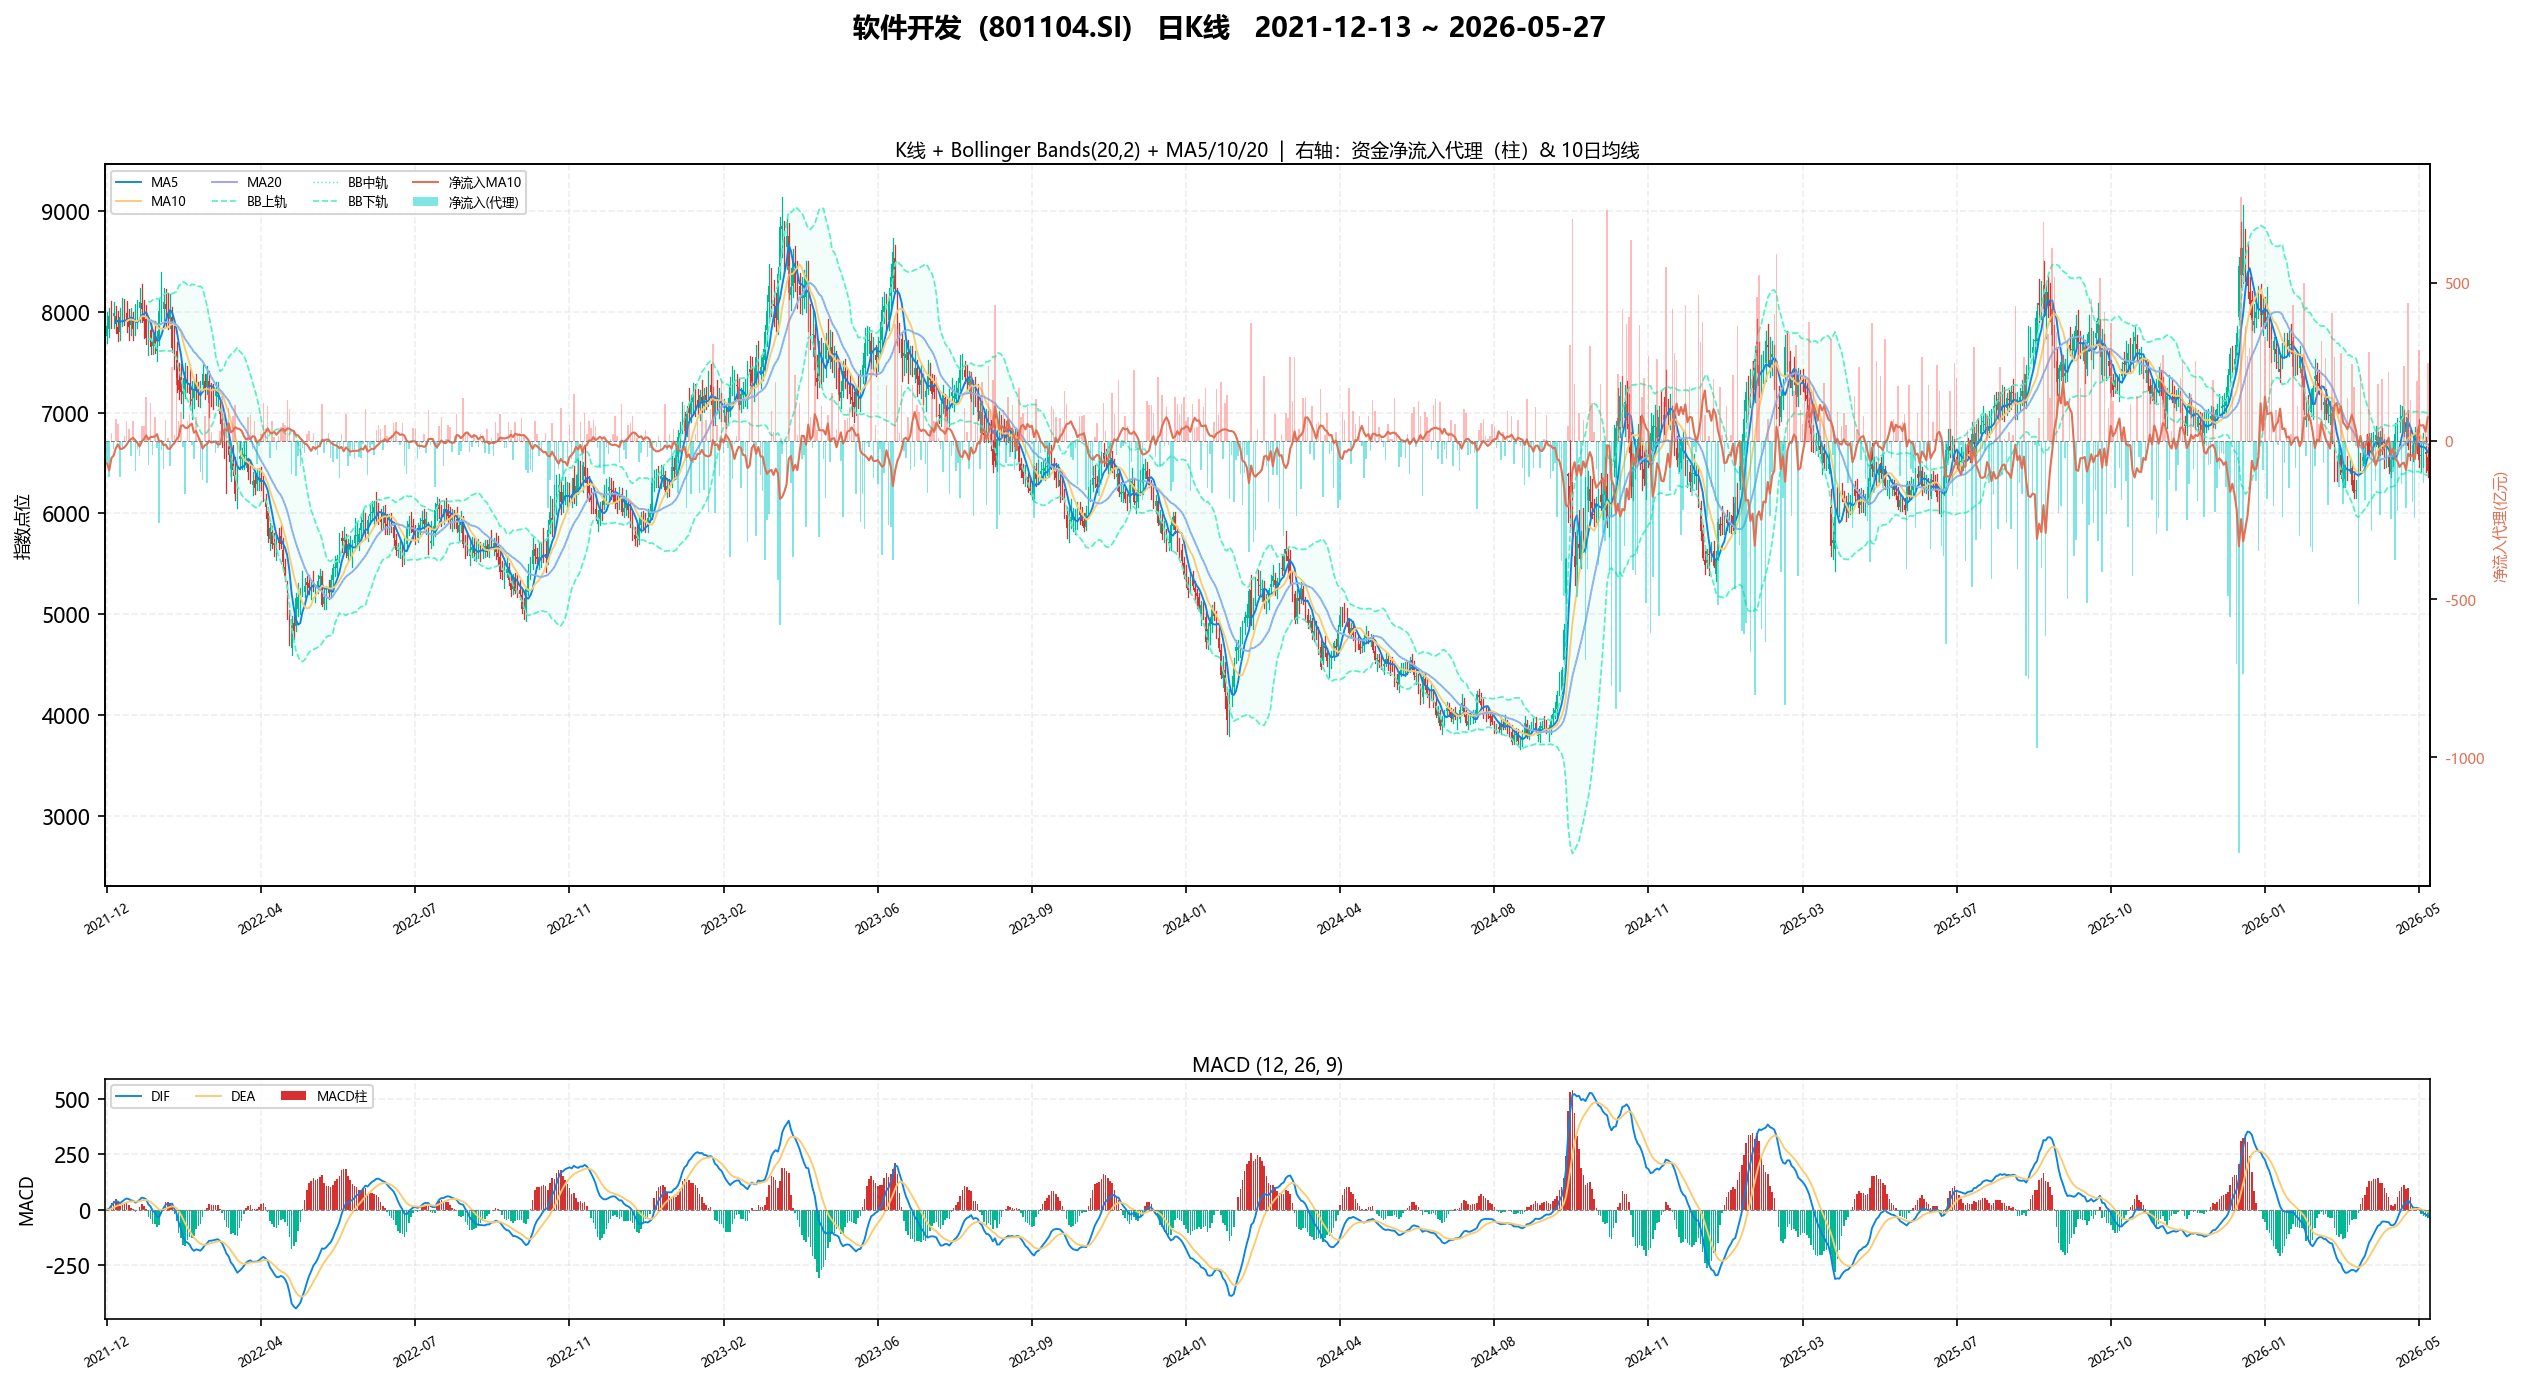 软件开发 (801104.SI) 日K线 2021-12-13 ~ 2026-05-27
K线 + Bollinger Bands(20,2) + MA5/10/20 | 右轴: 资金净流入代理 (柱) & 10日均线
MA5 MA20 BB中轨 净流入MA10
MA10 BB上轨 BB下轨 净流入(代理)
9000
8000
7000
6000
5000
4000
3000
指数点位
500
0
-500
-1000
净流入代理(亿元)
2021-12 2022-04 2022-07 2022-11 2023-02 2023-06 2023-09 2024-01 2024-04 2024-08 2024-11 2025-03 2025-07 2025-10 2026-01 2026-05
MACD (12, 26, 9)
DIF DEA MACD柱
500
250
0
-250
MACD
2021-12 2022-04 2022-07 2022-11 2023-02 2023-06 2023-09 2024-01 2024-04 2024-08 2024-11 2025-03 2025-07 2025-10 2026-01 2026-05